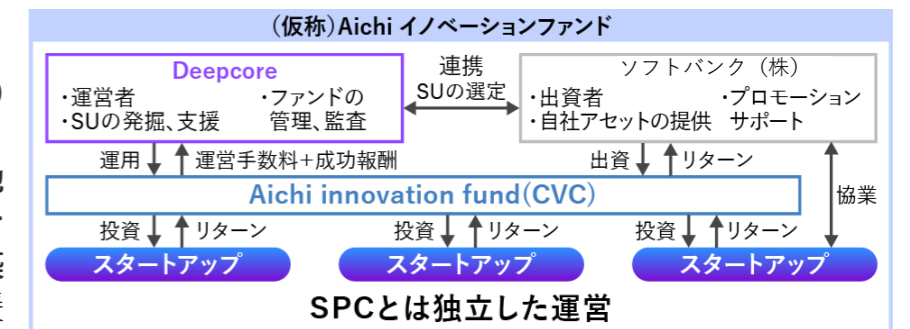 (仮称)Aichi イノベーションファンド
Deepcore
・運営者 ・ファンドの
・SUの発掘、支援 管理、監査
連携
SUの選定
ソフトバンク（株）
・出資者 ・プロモーション
・自社アセットの提供 サポート
運用 運営手数料+成功報酬
出資 リターン
協業
Aichi innovation fund(CVC)
投資 リターン 投資 リターン 投資 リターン
スタートアップ スタートアップ スタートアップ
SPCとは独立した運営